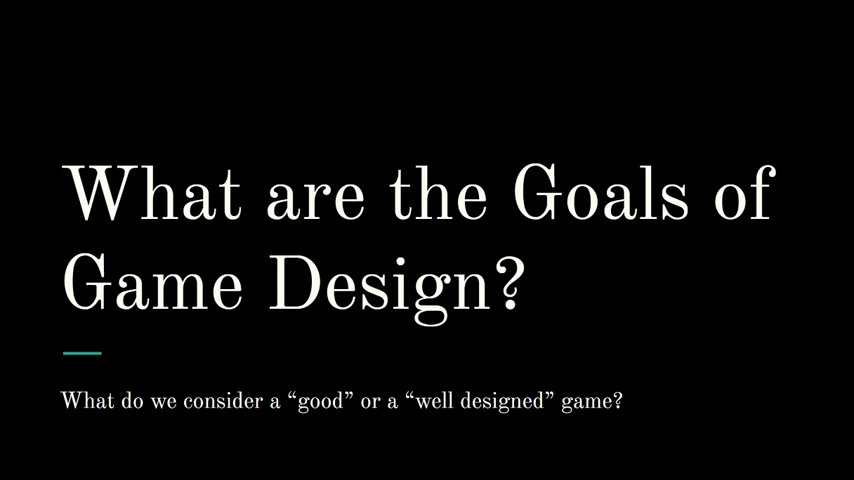 What are the Goals of
Game Design?
What do we consider a “good” or a “well designed” game?